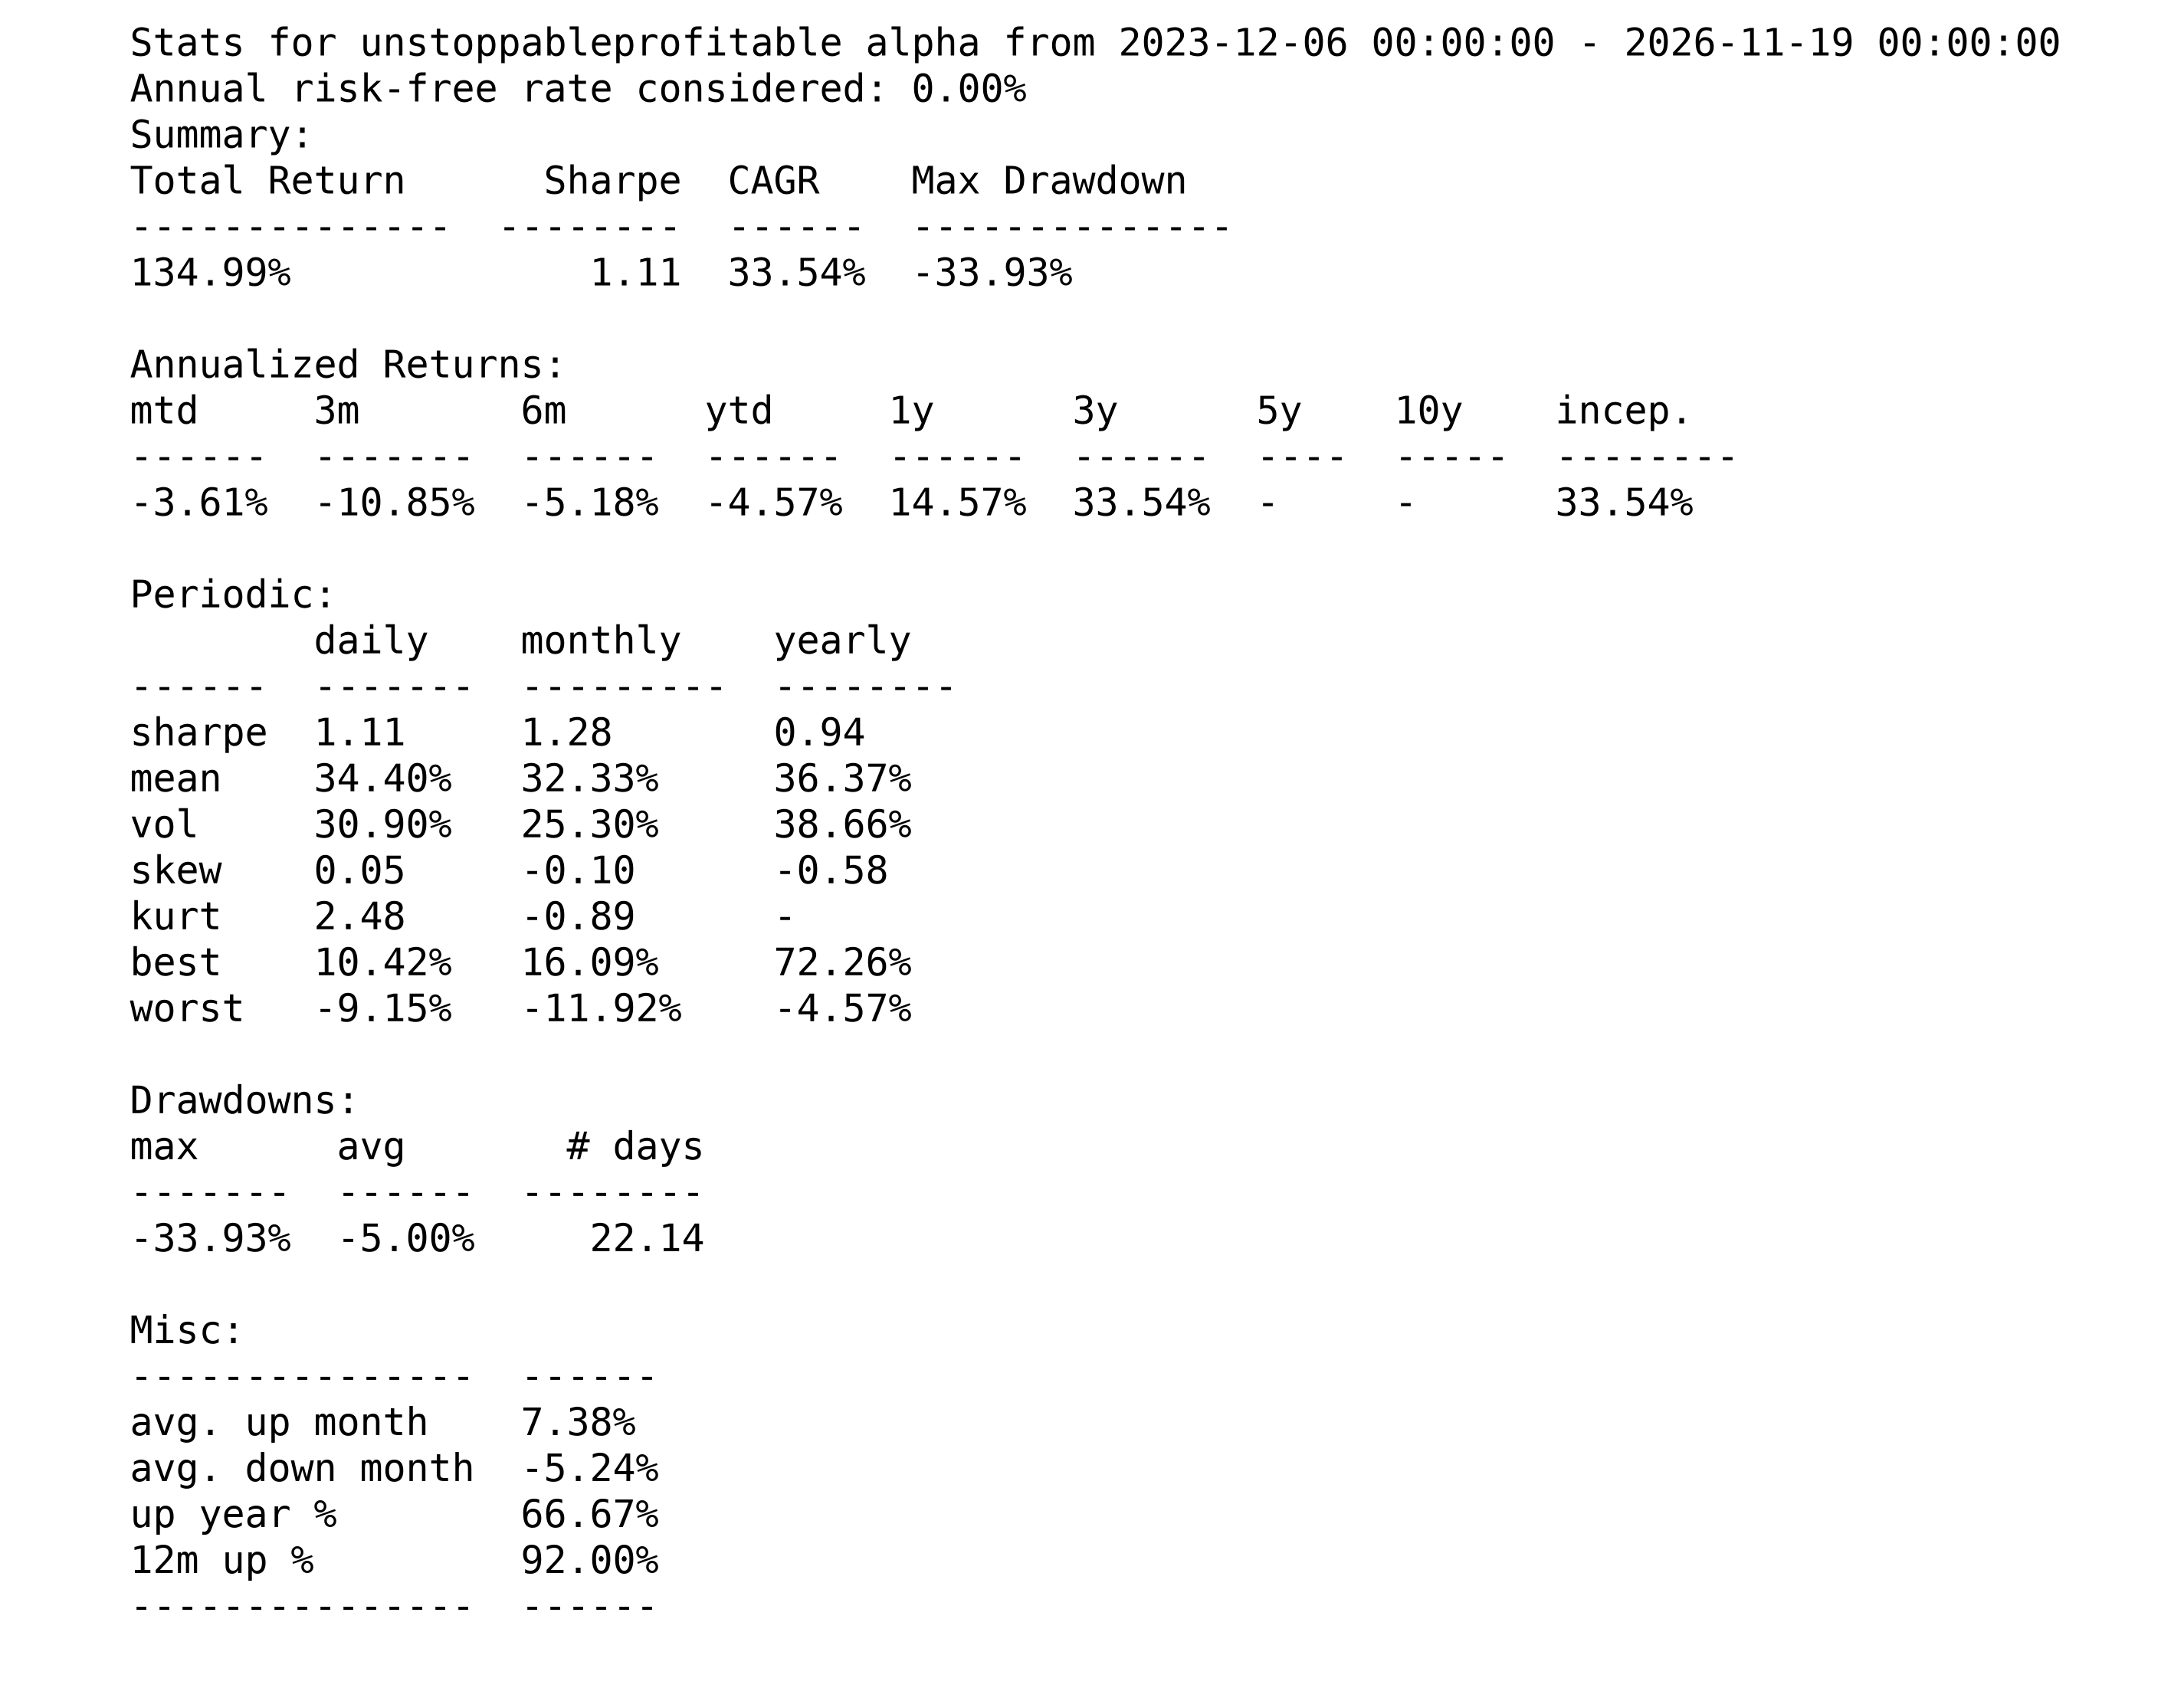 Stats for unstoppableprofitable alpha from 2023-12-06 00:00:00 - 2026-11-19 00:00:00
Annual risk-free rate considered: 0.00%
Summary:
Total Return      Sharpe  CAGR    Max Drawdown
--------------  --------  ------  --------------
134.99%             1.11  33.54%  -33.93%

Annualized Returns:
mtd     3m       6m      ytd     1y      3y      5y    10y    incep.
------  -------  ------  ------  ------  ------  ----  -----  --------
-3.61%  -10.85%  -5.18%  -4.57%  14.57%  33.54%  -     -      33.54%

Periodic:
        daily    monthly    yearly
------  -------  ---------  --------
sharpe  1.11     1.28       0.94
mean    34.40%   32.33%     36.37%
vol     30.90%   25.30%     38.66%
skew    0.05     -0.10      -0.58
kurt    2.48     -0.89      -
best    10.42%   16.09%     72.26%
worst   -9.15%   -11.92%    -4.57%

Drawdowns:
max      avg       # days
-------  ------  --------
-33.93%  -5.00%     22.14

Misc:
---------------  ------
avg. up month    7.38%
avg. down month  -5.24%
up year %        66.67%
12m up %         92.00%
---------------  ------